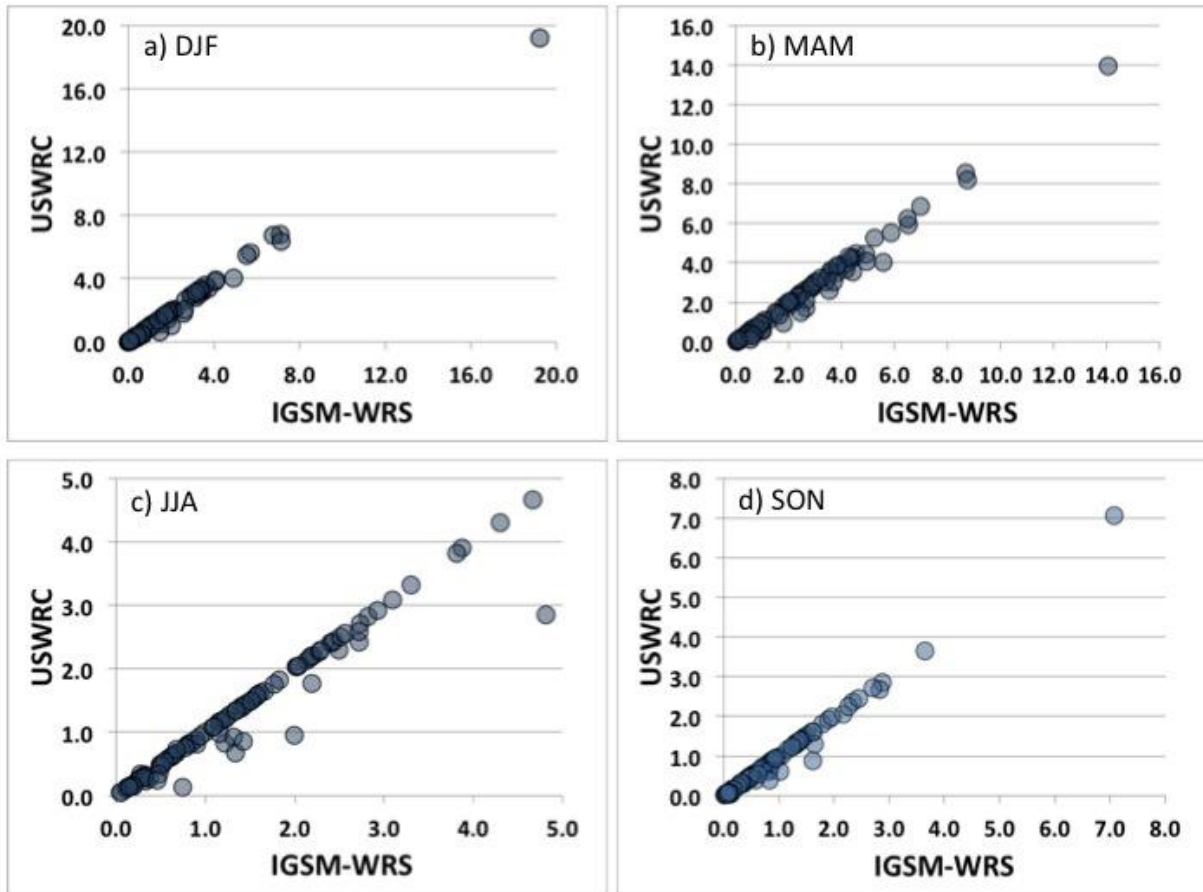 a) DJF
20.0
16.0
12.0
8.0
4.0
0.0
USWRC
0.0 4.0 8.0 12.0 16.0 20.0
IGSM-WRS
b) MAM
16.0
14.0
12.0
10.0
8.0
6.0
4.0
2.0
0.0
USWRC
0.0 2.0 4.0 6.0 8.0 10.0 12.0 14.0 16.0
IGSM-WRS
c) JJA
5.0
4.0
3.0
2.0
1.0
0.0
USWRC
0.0 1.0 2.0 3.0 4.0 5.0
IGSM-WRS
d) SON
8.0
7.0
6.0
5.0
4.0
3.0
2.0
1.0
0.0
USWRC
0.0 1.0 2.0 3.0 4.0 5.0 6.0 7.0 8.0
IGSM-WRS